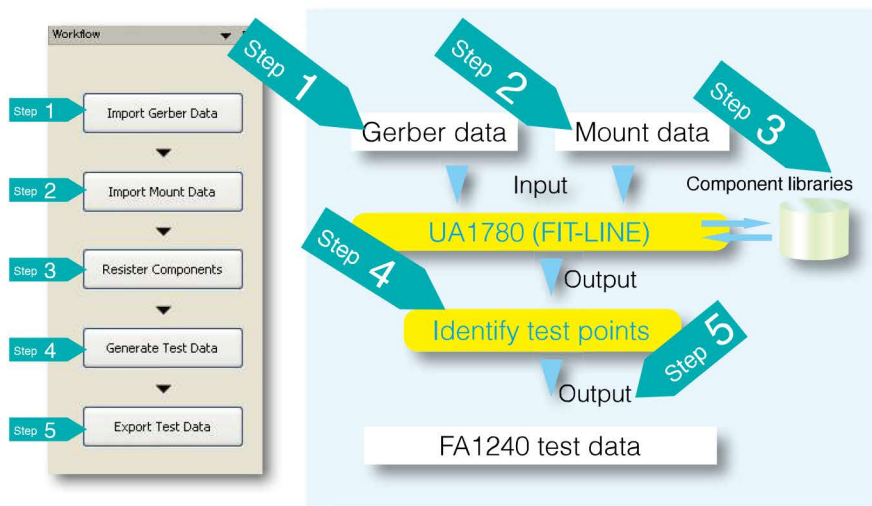 Workflow
Step 1
Import Gerber Data
Step 2
Import Mount Data
Step 3
Resister Components
Step 4
Generate Test Data
Step 5
Export Test Data
Step 1
Gerber data
Step 2
Mount data
Step 3
Component libraries
Input
UA1780 (FIT-LINE)
Step 4
Output
Identify test points
Step 5
Output
FA1240 test data